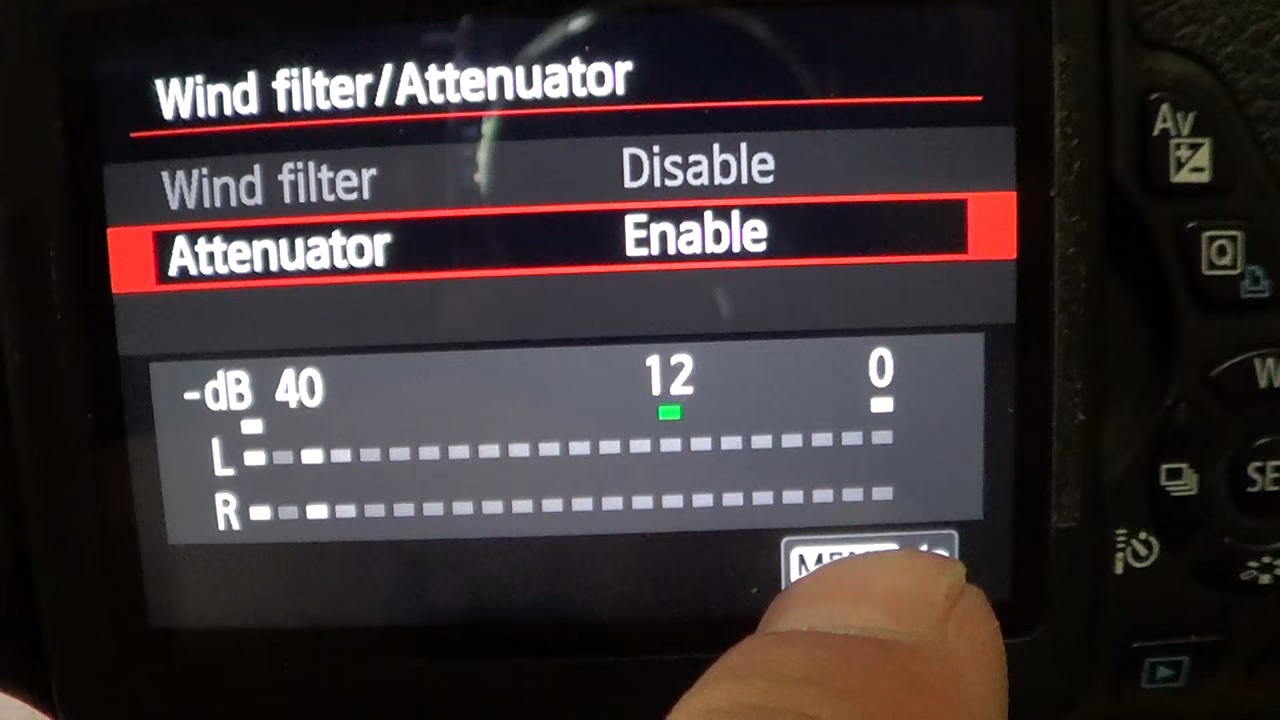 Wind filter/Attenuator
Wind filter Disable
Attenuator Enable
-dB 40 12 0
L
R
Av
Q